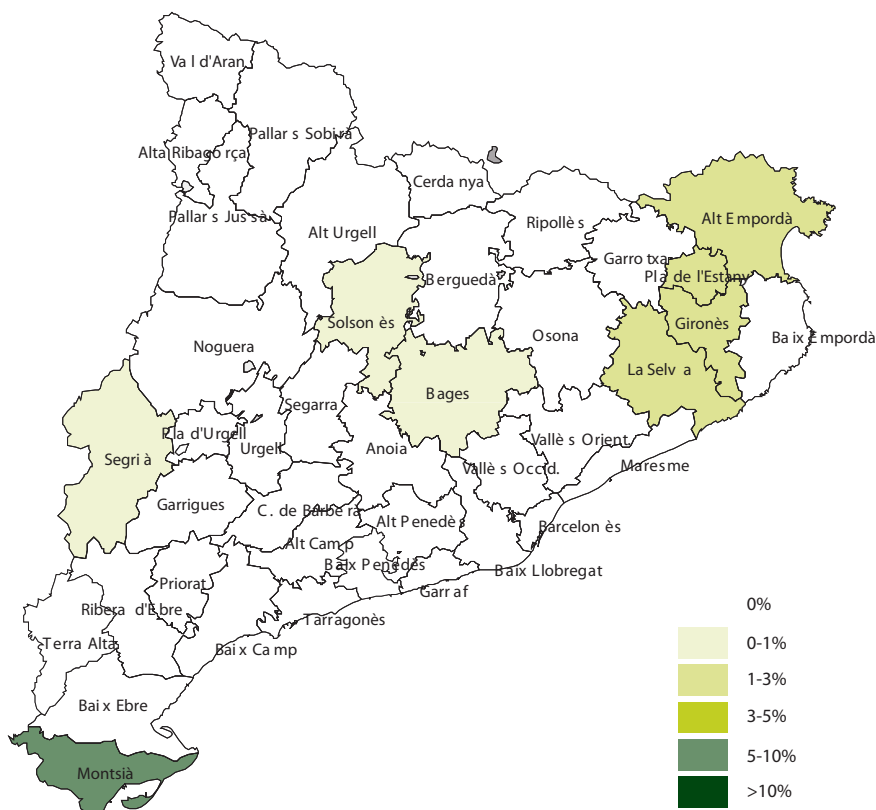 Val d'Aran
Pallars Sobirà
Alta Ribagorça
Cerdanya
Pallars Jussà
Alt Urgell
Ripollès
Alt Empordà
Garrotxa
Pla de l'Estany
Berguedà
Solsonès
Gironès
Osona
Baix Empordà
Noguera
La Selva
Bages
Segarra
Pla d'Urgell
Urgell
Anoia
Vallès Orient.
Segrià
Vallès Occid.
Maresme
Garrigues
C. de Barberà
Alt Penedès
Barcelonès
Alt Camp
Baix Penedès
Baix Llobregat
Priorat
Garraf
Ribera d'Ebre
Tarragonès
Terra Alta
Baix Camp
Baix Ebre
Montsià
0%
0-1%
1-3%
3-5%
5-10%
>10%